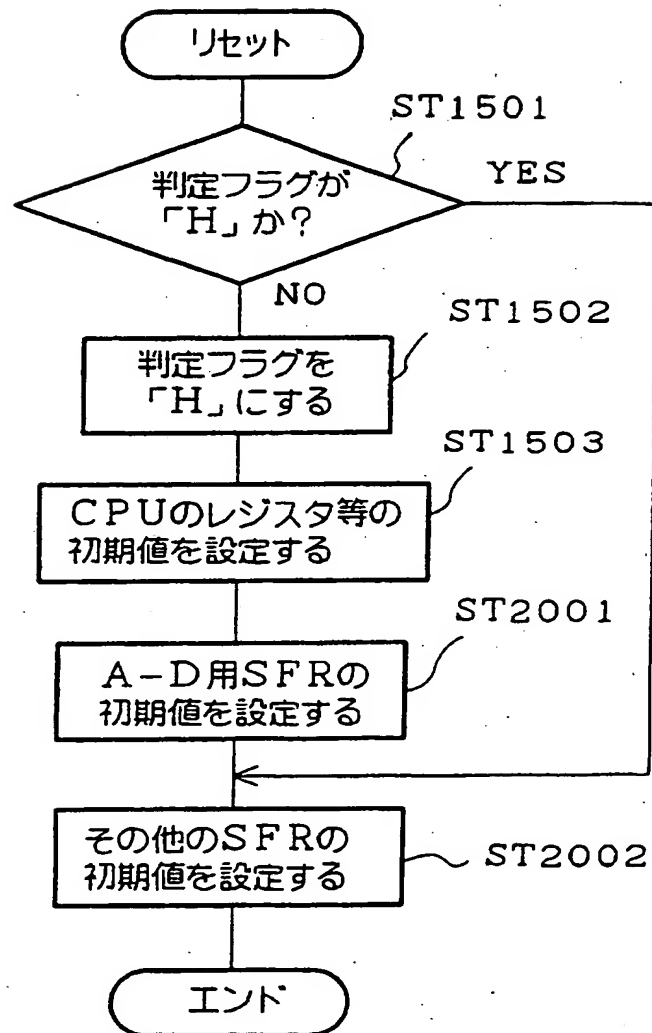 リセット
ST1501
判定フラグが
「H」か?
YES
NO
ST1502
判定フラグを
「H」にする
ST1503
CPUのレジスタ等の
初期値を設定する
ST2001
A-D用SFRの
初期値を設定する
その他のSFRの
初期値を設定する
ST2002
エンド